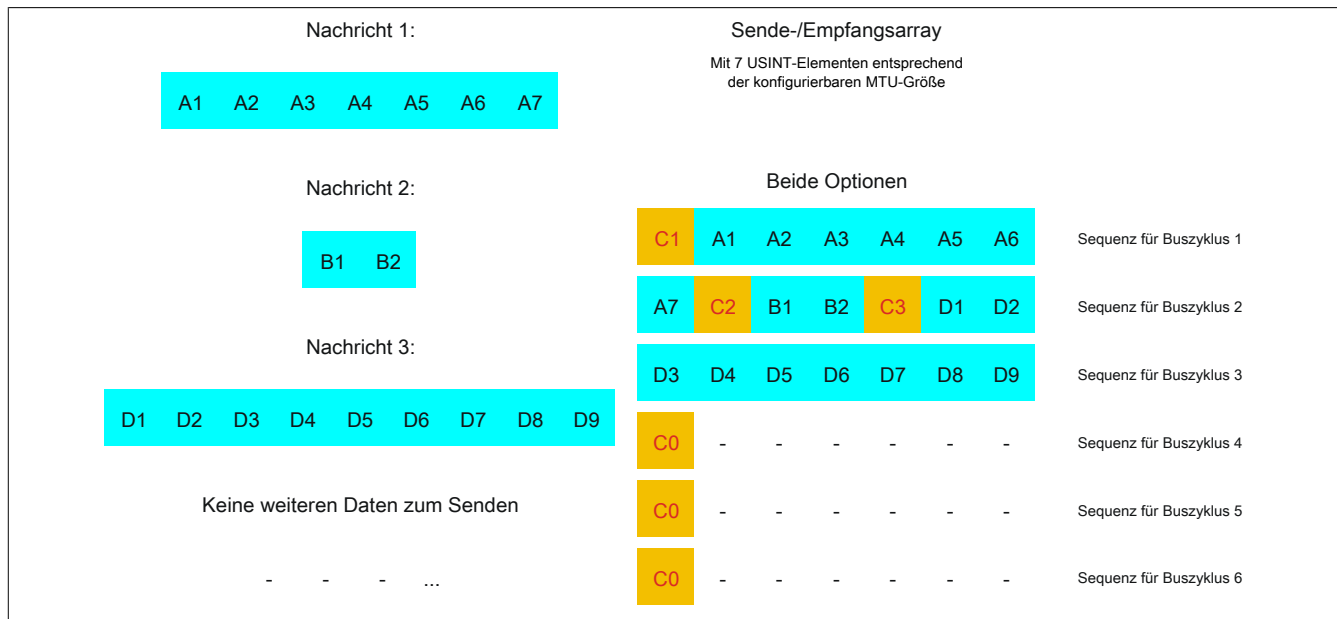 Nachricht 1:
A1 A2 A3 A4 A5 A6 A7
Nachricht 2:
B1 B2
Nachricht 3:
D1 D2 D3 D4 D5 D6 D7 D8 D9
Keine weiteren Daten zum Senden
- - - ...
Sende-/Empfangsarray
Mit 7 USINT-Elementen entsprechend
der konfigurierbaren MTU-Größe
Beide Optionen
C1 A1 A2 A3 A4 A5 A6 Sequenz für Buszyklus 1
A7 C2 B1 B2 C3 D1 D2 Sequenz für Buszyklus 2
D3 D4 D5 D6 D7 D8 D9 Sequenz für Buszyklus 3
C0 - - - - - - Sequenz für Buszyklus 4
C0 - - - - - - Sequenz für Buszyklus 5
C0 - - - - - - Sequenz für Buszyklus 6